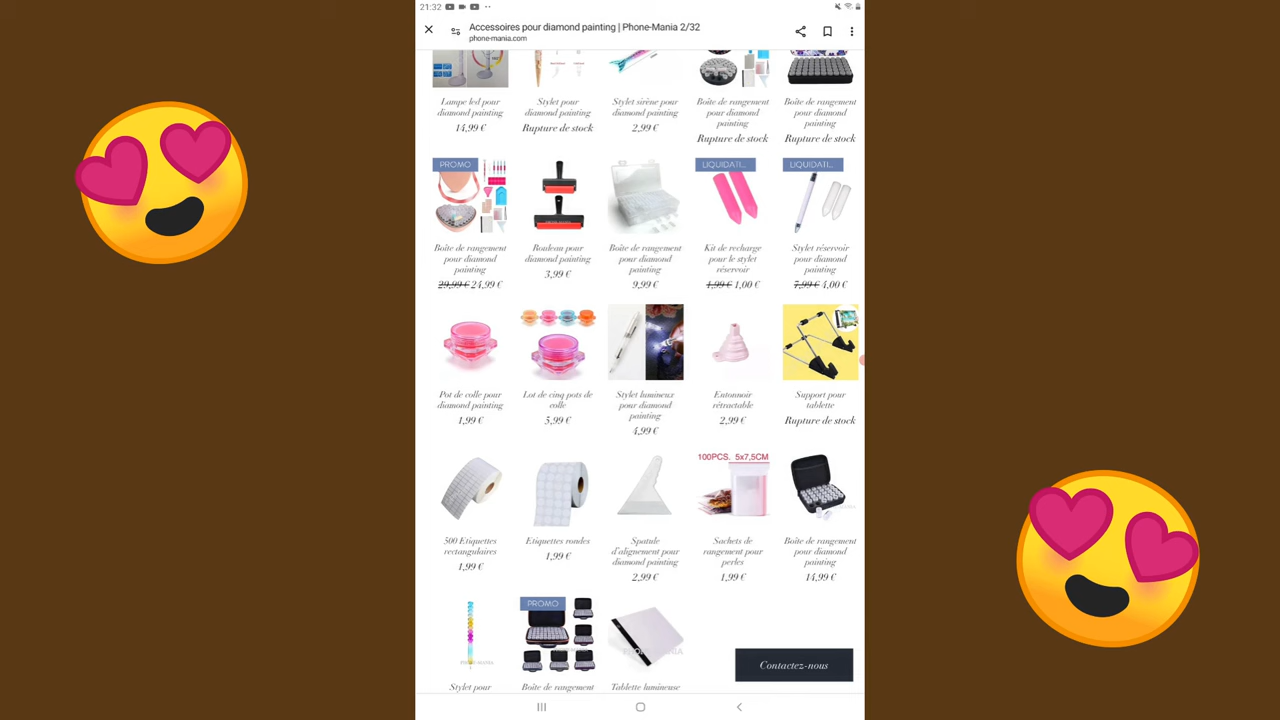 21:32
Accessoires pour diamond painting | Phone-Mania 2/32
phone-mania.com
Lampe led pour
diamond painting
14,99 €
Stylet pour
diamond painting
Rupture de stock
Stylet sirène pour
diamond painting
2,99 €
Boîte de rangement
pour diamond
painting
Rupture de stock
Boîte de rangement
pour diamond
painting
Rupture de stock
PROMO
Boîte de rangement
pour diamond
painting
29,99 € 24,99 €
Rouleau pour
diamond painting
3,99 €
Boîte de rangement
pour diamond
painting
9,99 €
LIQUIDATI...
Kit de recharge
pour le stylet
réservoir
1,99 € 1,00 €
LIQUIDATI...
Stylet réservoir
pour diamond
painting
7,99 € 4,00 €
Pot de colle pour
diamond painting
1,99 €
Lot de cinq pots de
colle
5,99 €
Stylet lumineux
pour diamond
painting
4,99 €
Entonnoir
rétractable
2,99 €
Support pour
tablette
Rupture de stock
500 Etiquettes
rectangulaires
1,99 €
Etiquettes rondes
1,99 €
Spatule
d'alignement pour
diamond painting
2,99 €
100PCS. 5x7,5CM
Sachets de
rangement pour
perles
1,99 €
Boîte de rangement
pour diamond
painting
14,99 €
Stylet pour
PROMO
Boîte de rangement
Tablette lumineuse
Contactez-nous